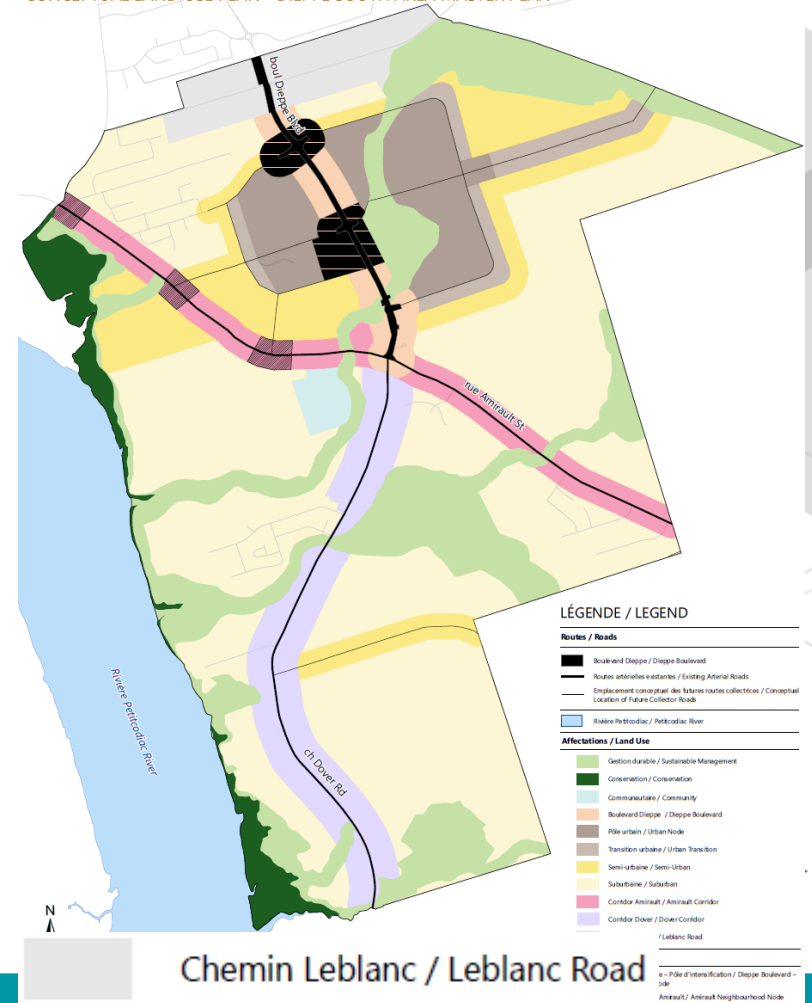 boul Dieppe Blvd
rue Amirault St
Rivière Petitcodiac River
ch Dover Rd
N
LÉGENDE / LEGEND
Routes / Roads
Boulevard Dieppe / Dieppe Boulevard
Routes artérielles existantes / Existing Arterial Roads
Emplacement conceptuel des futures routes collectrices / Conceptual
Location of Future Collector Roads
Rivière Petitcodiac / Petitcodiac River
Affectations / Land Use
Gestion durable / Sustainable Management
Conservation / Conservation
Communautaire / Community
Boulevard Dieppe / Dieppe Boulevard
Pôle urbain / Urban Node
Transition urbaine / Urban Transition
Semi-urbaine / Semi-Urban
Suburbaine / Suburban
Corridor Amirault / Amirault Corridor
Corridor Dover / Dover Corridor
/ Leblanc Road
Chemin Leblanc / Leblanc Road
e – Pôle d'intensification / Dieppe Boulevard –
ode
Amirault / Amirault Neighbourhood Node